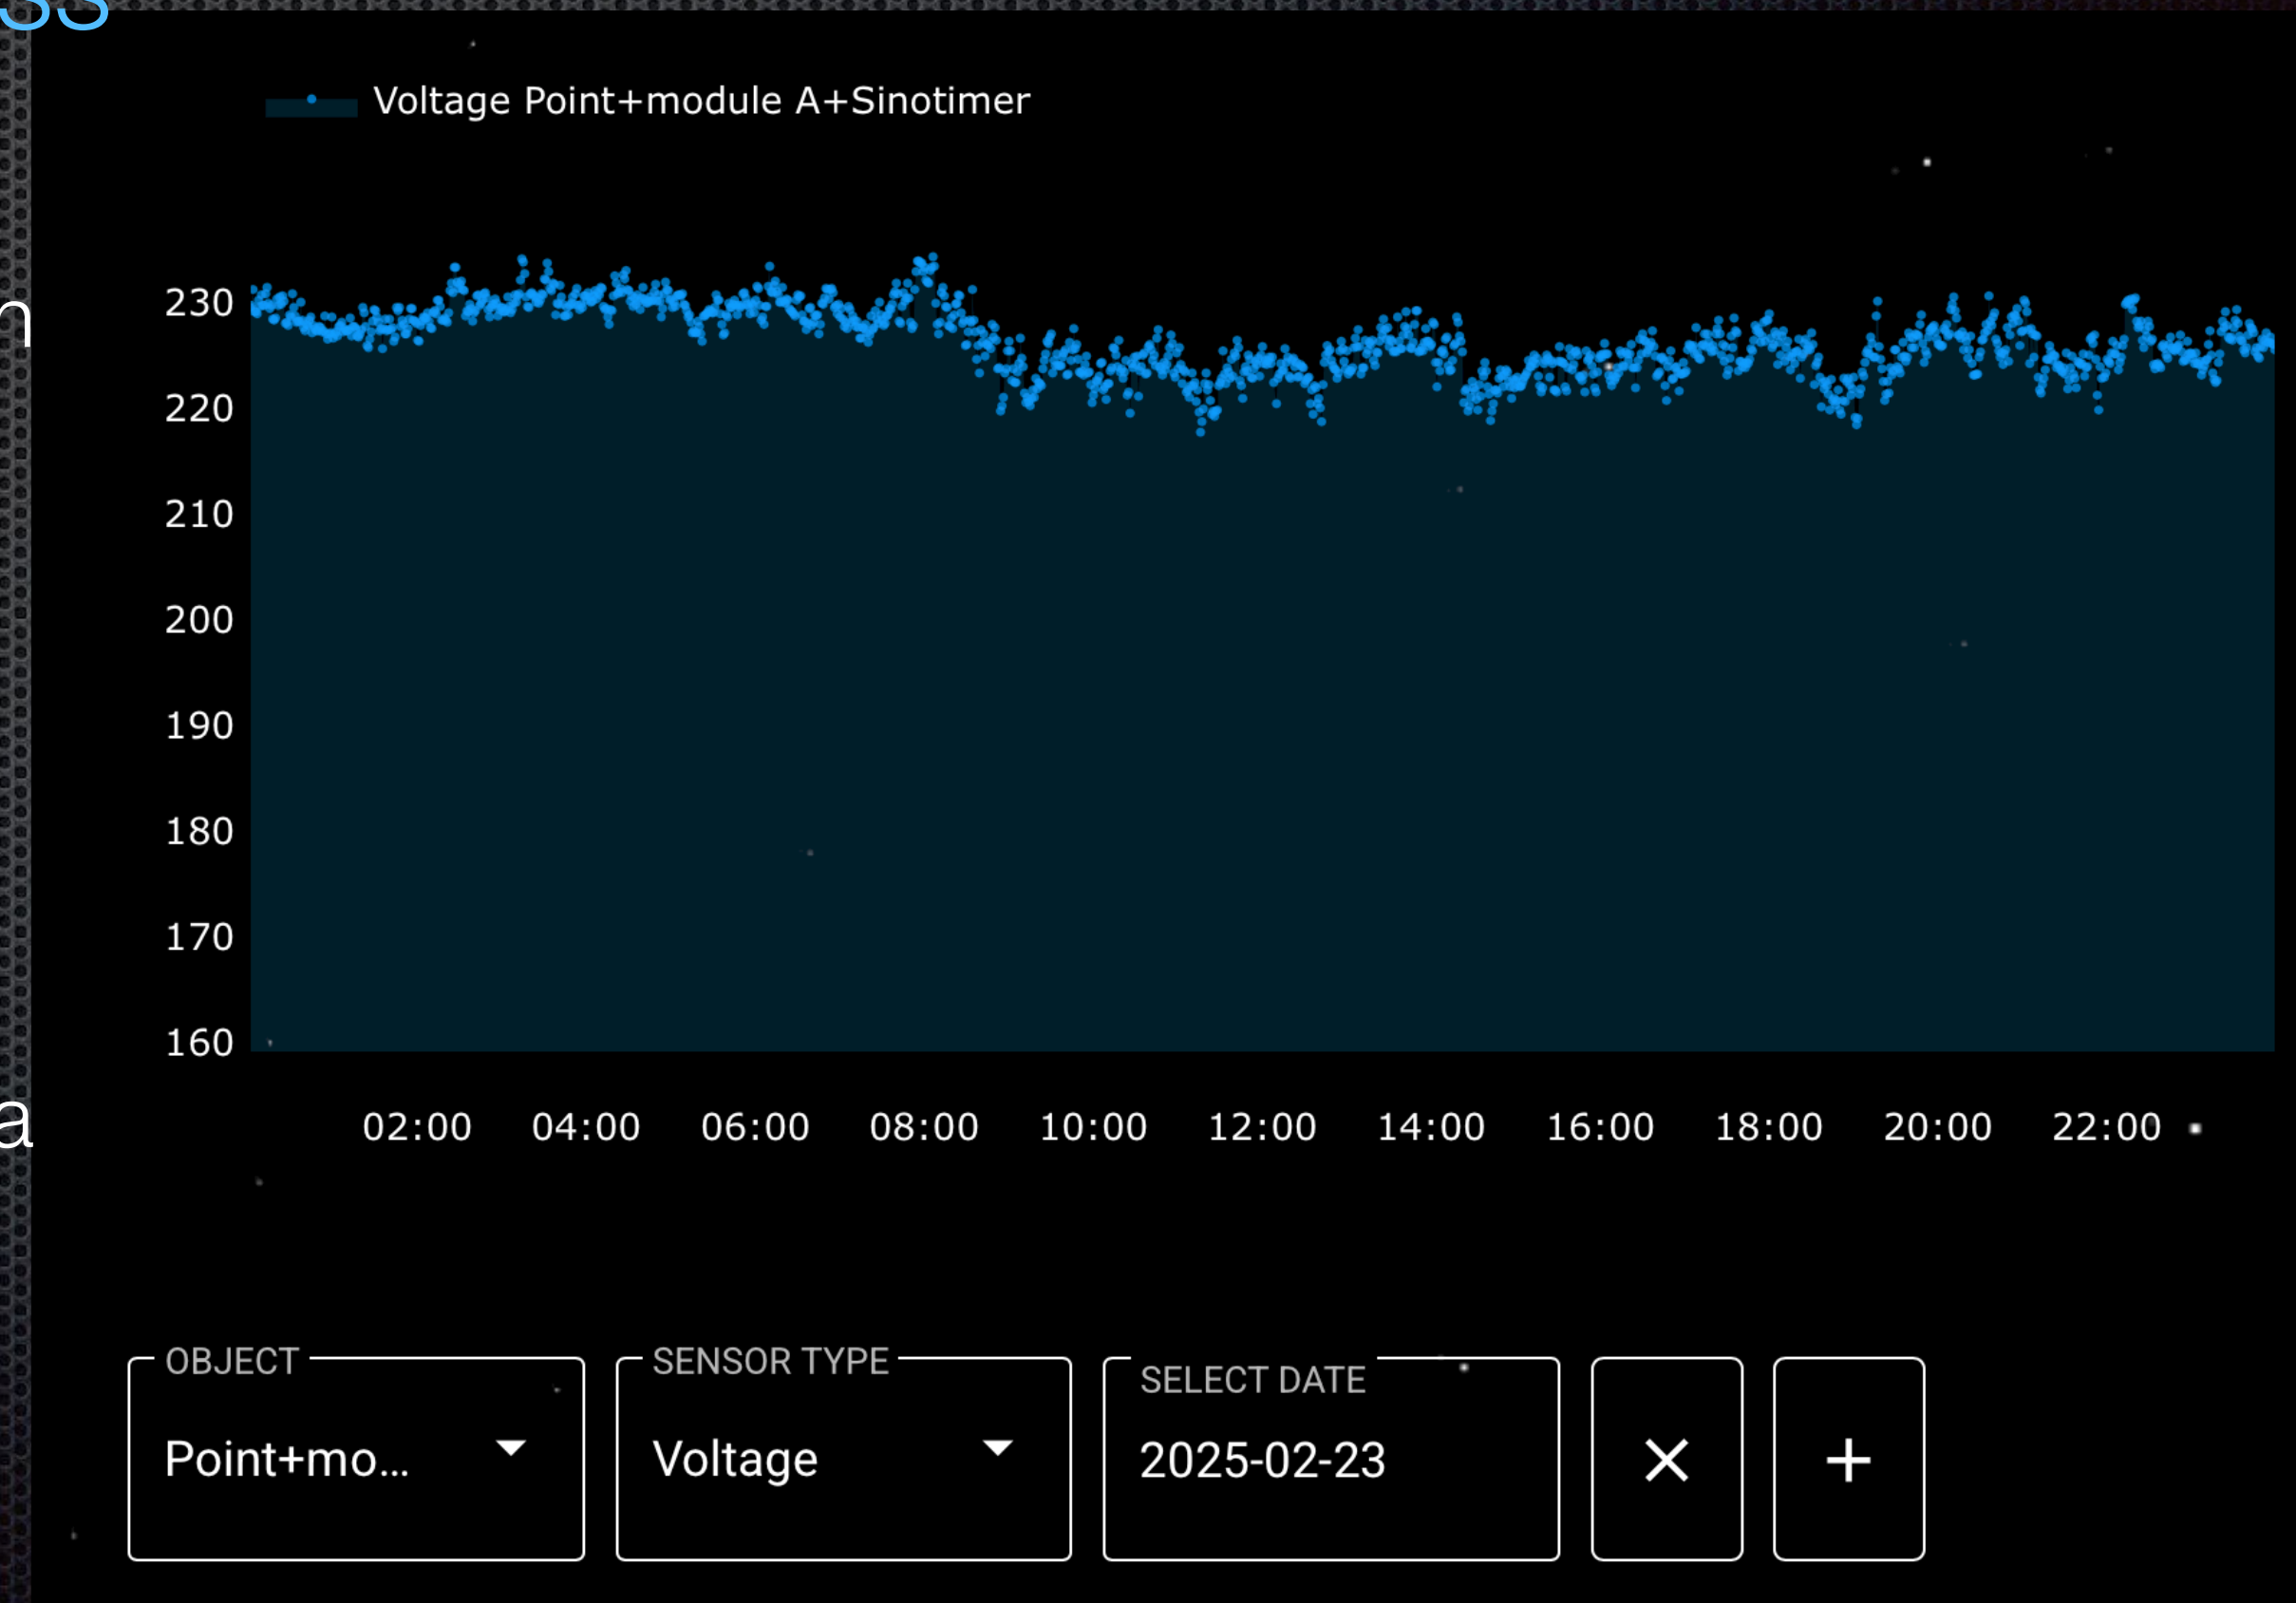 ss
Voltage Point+module A+Sinotimer
n
230
220
210
200
190
180
170
160
a
02:00 04:00 06:00 08:00 10:00 12:00 14:00 16:00 18:00 20:00 22:00
OBJECT SENSOR TYPE SELECT DATE
Point+mo... Voltage 2025-02-23